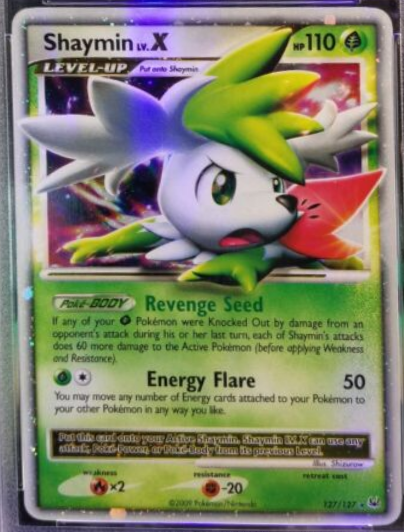 Shaymin LV.X HP 110
LEVEL-UP Put onto Shaymin
Poké-BODY Revenge Seed
If any of your Pokémon were Knocked Out by damage from an
opponent's attack during his or her last turn, each of Shaymin's attacks
does 60 more damage to the Active Pokémon (before applying Weakness
and Resistance).
Energy Flare 50
You may move any number of Energy cards attached to your Pokémon to
your other Pokémon in any way you like.
Put this card onto your Active Shaymin. Shaymin LV.X can use any
attack, Poké-Power, or Poké-Body from its previous Level.
Illus. Shizurow
weakness resistance retreat cost
×2 -20
©2009 Pokémon/Nintendo 127/127